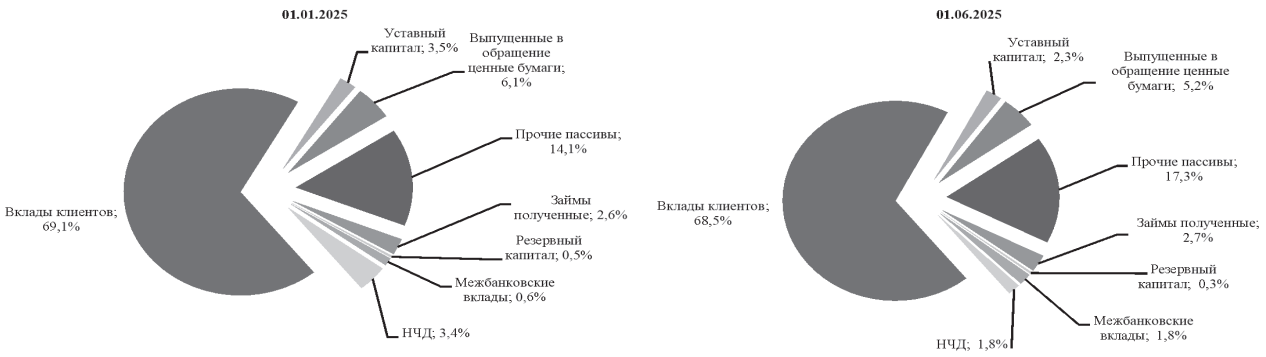 01.01.2025
Уставный
капитал; 3,5%
Выпущенные в
обращение
ценные бумаги;
6,1%
Прочие пассивы;
14,1%
Займы
полученные; 2,6%
Резервный
капитал; 0,5%
Межбанковские
вклады; 0,6%
НЧД; 3,4%
Вклады клиентов;
69,1%
01.06.2025
Уставный
капитал; 2,3%
Выпущенные в
обращение ценные
бумаги; 5,2%
Прочие пассивы;
17,3%
Займы полученные;
2,7%
Резервный
капитал; 0,3%
Межбанковские
вклады; 1,8%
НЧД; 1,8%
Вклады клиентов;
68,5%